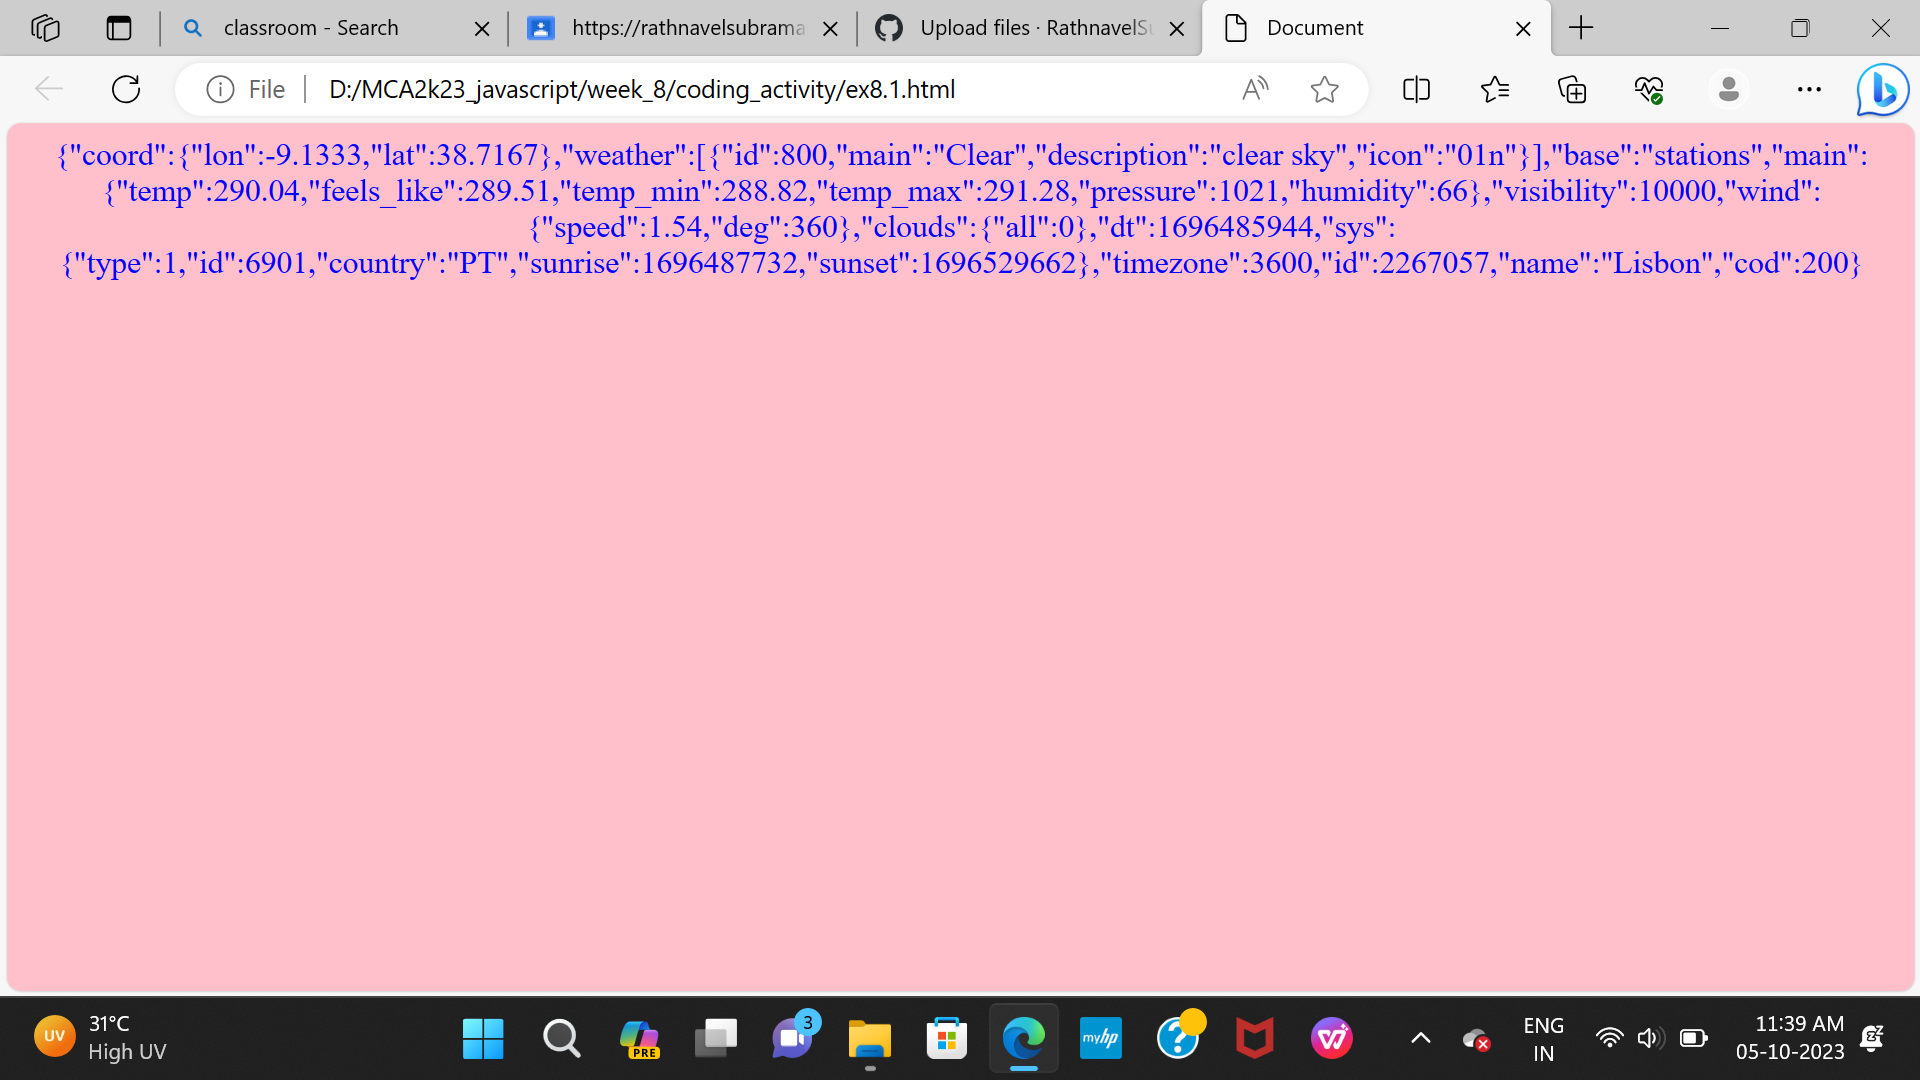 classroom - Search
https://rathnavelsubrama
Upload files · RathnavelSu
Document
File
D:/MCA2k23_javascript/week_8/coding_activity/ex8.1.html
{"coord":{"lon":-9.1333,"lat":38.7167},"weather":[{"id":800,"main":"Clear","description":"clear sky","icon":"01n"}],"base":"stations","main":
{"temp":290.04,"feels_like":289.51,"temp_min":288.82,"temp_max":291.28,"pressure":1021,"humidity":66},"visibility":10000,"wind":
{"speed":1.54,"deg":360},"clouds":{"all":0},"dt":1696485944,"sys":
{"type":1,"id":6901,"country":"PT","sunrise":1696487732,"sunset":1696529662},"timezone":3600,"id":2267057,"name":"Lisbon","cod":200}
UV
31°C
High UV
PRE
3
myhp
ENG
IN
11:39 AM
05-10-2023